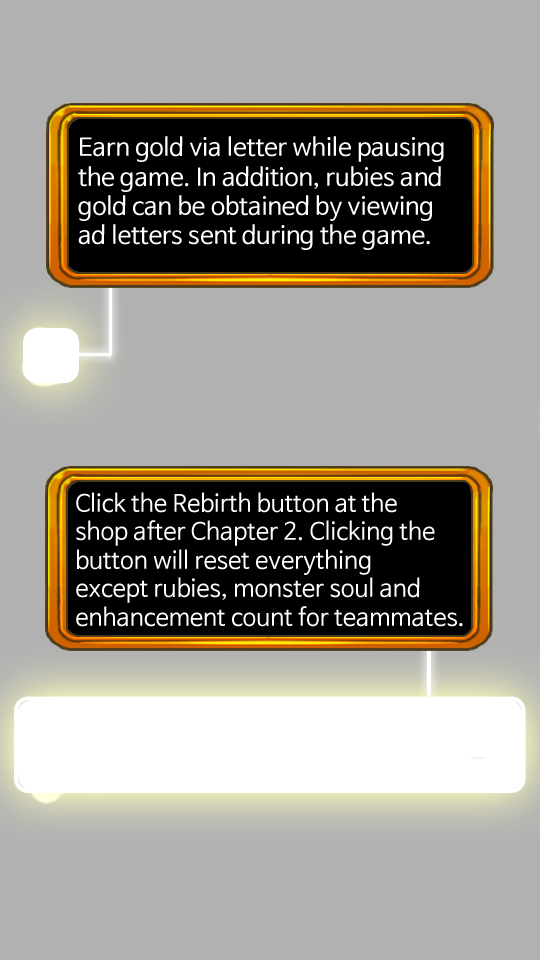 Earn gold via letter while pausing
the game. In addition, rubies and
gold can be obtained by viewing
ad letters sent during the game.
Click the Rebirth button at the
shop after Chapter 2. Clicking the
button will reset everything
except rubies, monster soul and
enhancement count for teammates.